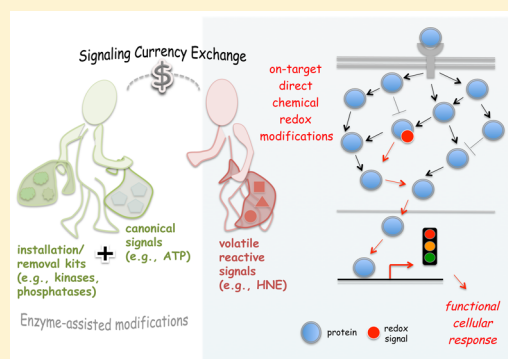 Signaling Currency Exchange
$
on-target
direct
chemical
redox
modifications
installation/
removal kits
(e.g., kinases,
phosphatases)
+
canonical
signals
(e.g., ATP)
volatile
reactive
signals
(e.g., HNE)
Enzyme-assisted modifications
protein
redox
signal
functional
cellular
response